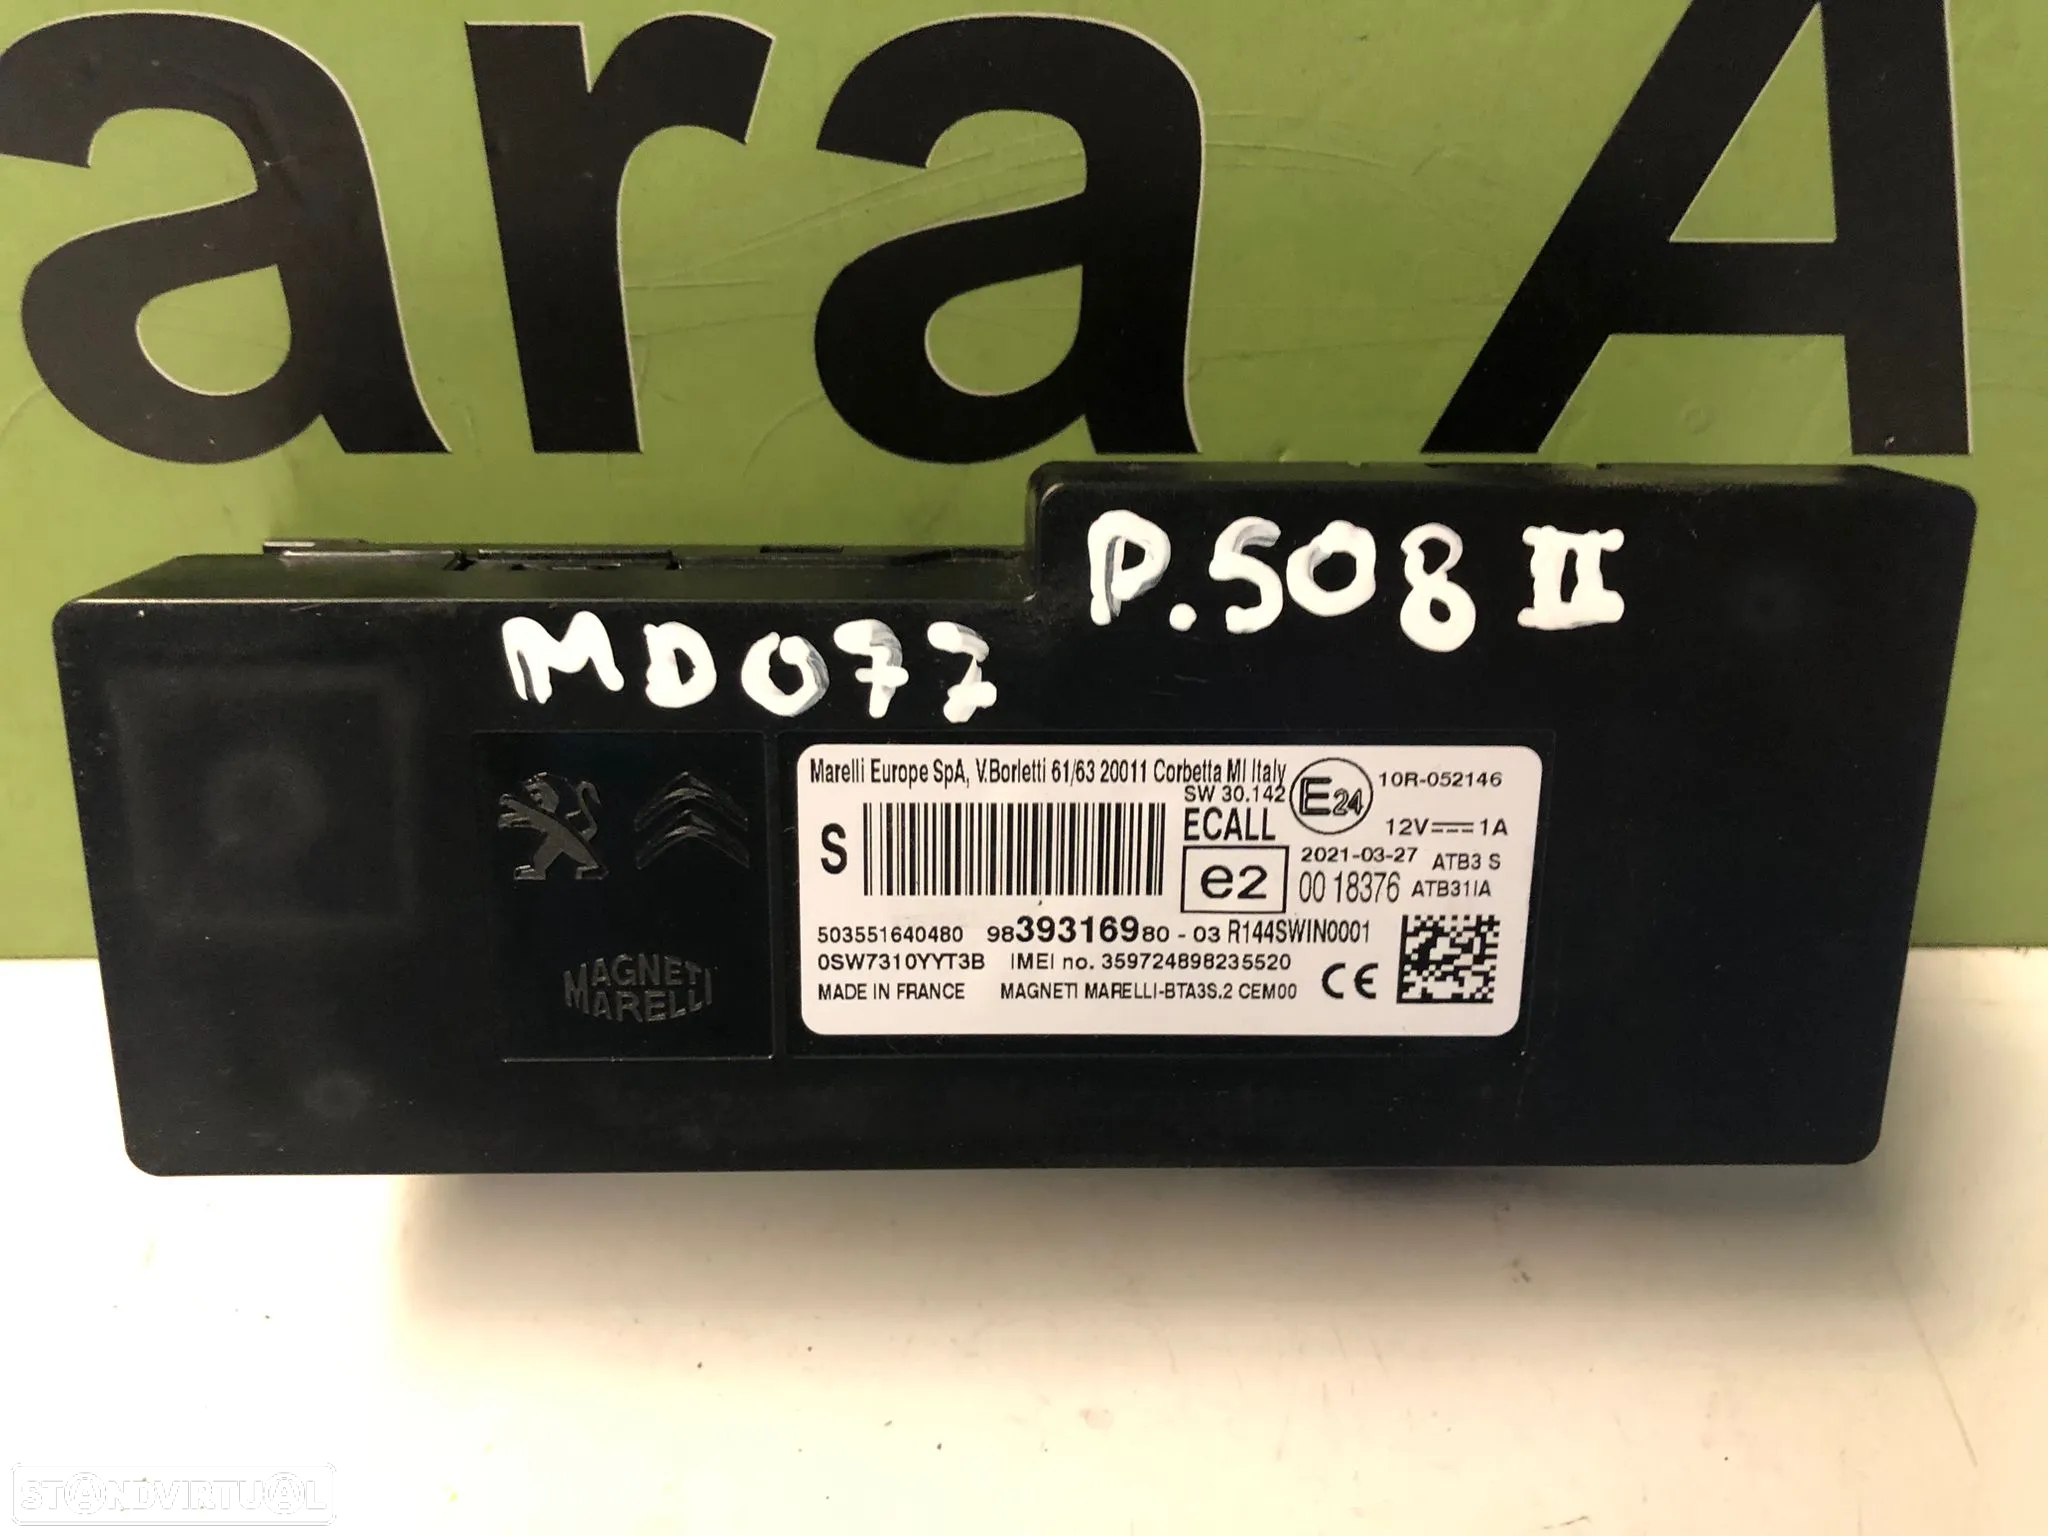 ara A
P.508 II
MD077
Marelli Europe SpA, V.Borletti 61/63 20011 Corbetta MI Italy
SW 30.142
E24
10R-052146
S
ECALL
12V 1A
e2
2021-03-27 ATB3 S
00 18376 ATB31IA
503551640480 9839316980 - 03 R144SWIN0001
0SW7310YYT3B IMEI no. 359724898235520
MADE IN FRANCE MAGNETI MARELLI-BTA3S.2 CEM00 CE
MAGNETI
MARELLI
STANDVIRTUAL